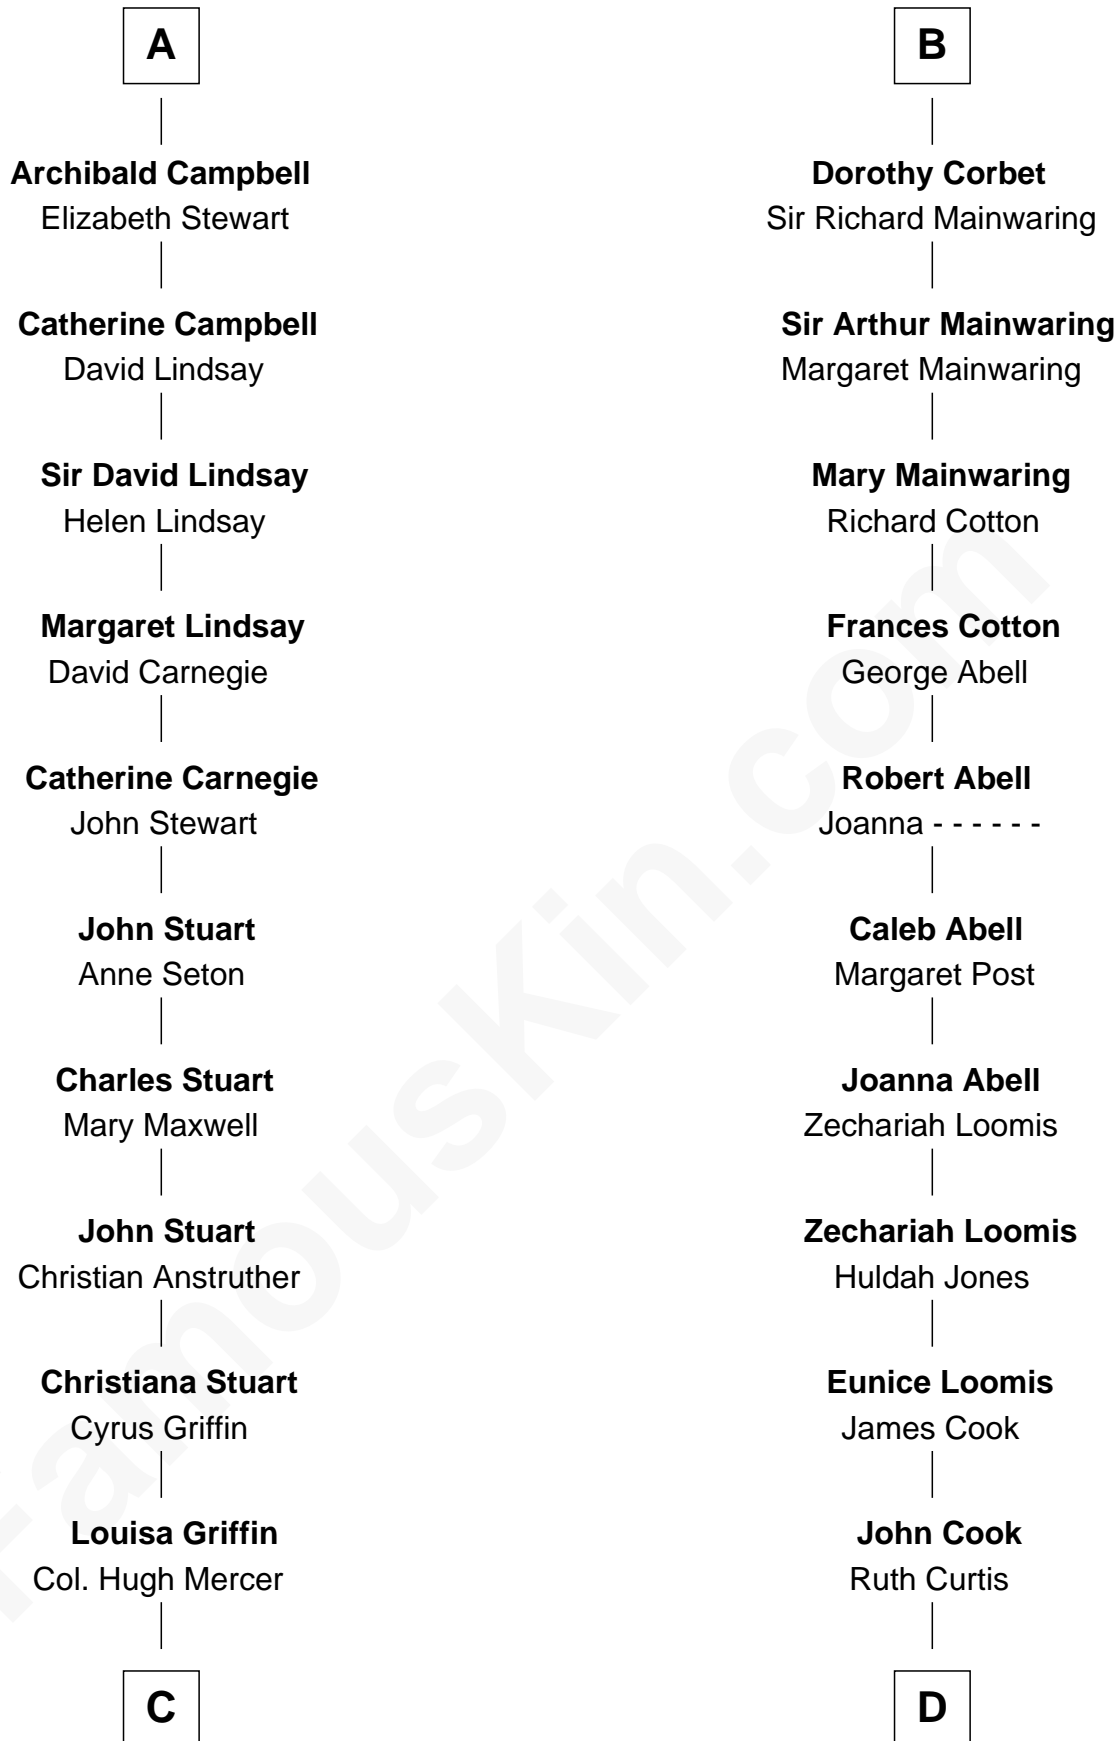 A
Archibald Campbell
Elizabeth Stewart
Catherine Campbell
David Lindsay
Sir David Lindsay
Helen Lindsay
Margaret Lindsay
David Carnegie
Catherine Carnegie
John Stewart
John Stuart
Anne Seton
Charles Stuart
Mary Maxwell
John Stuart
Christian Anstruther
Christiana Stuart
Cyrus Griffin
Louisa Griffin
Col. Hugh Mercer
C
B
Dorothy Corbet
Sir Richard Mainwaring
Sir Arthur Mainwaring
Margaret Mainwaring
Mary Mainwaring
Richard Cotton
Frances Cotton
George Abell
Robert Abell
Joanna - - - - - -
Caleb Abell
Margaret Post
Joanna Abell
Zechariah Loomis
Zechariah Loomis
Huldah Jones
Eunice Loomis
James Cook
John Cook
Ruth Curtis
D
FamousKin.com